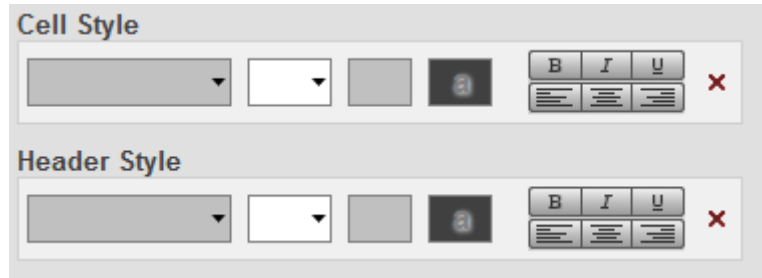 Cell Style
a
B I U
Header Style
a
B I U